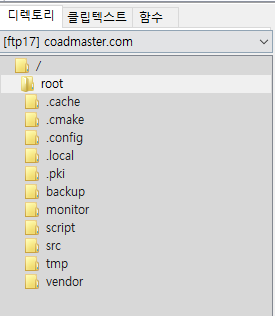 디렉토리 클립텍스트 함수
[ftp17] coadmaster.com
/
root
.cache
.cmake
.config
.local
.pki
backup
monitor
script
src
tmp
vendor